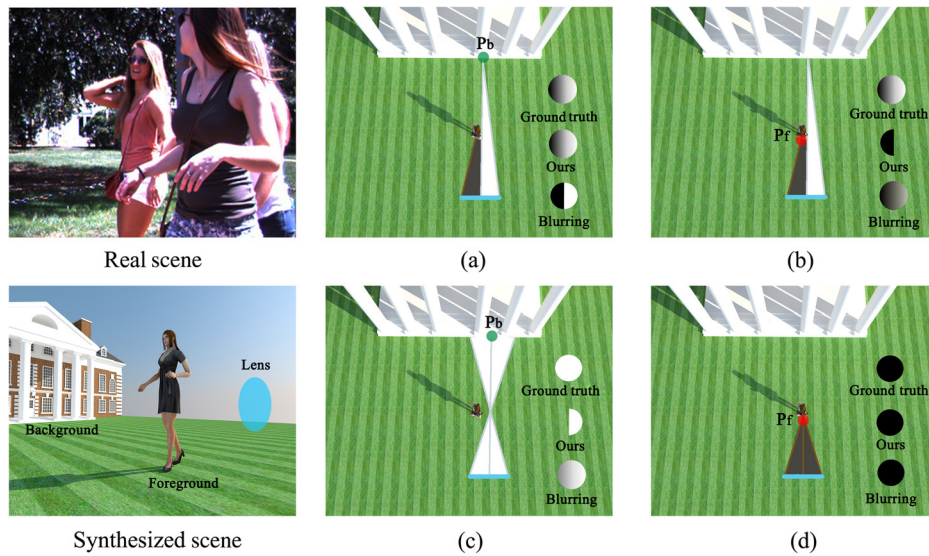 Pb
Ground truth
Ours
Blurring
Pf
Ground truth
Ours
Blurring
Real scene
(a)
(b)
Lens
Background
Foreground
Pb
Ground truth
Ours
Blurring
Pf
Ground truth
Ours
Blurring
Synthesized scene
(c)
(d)